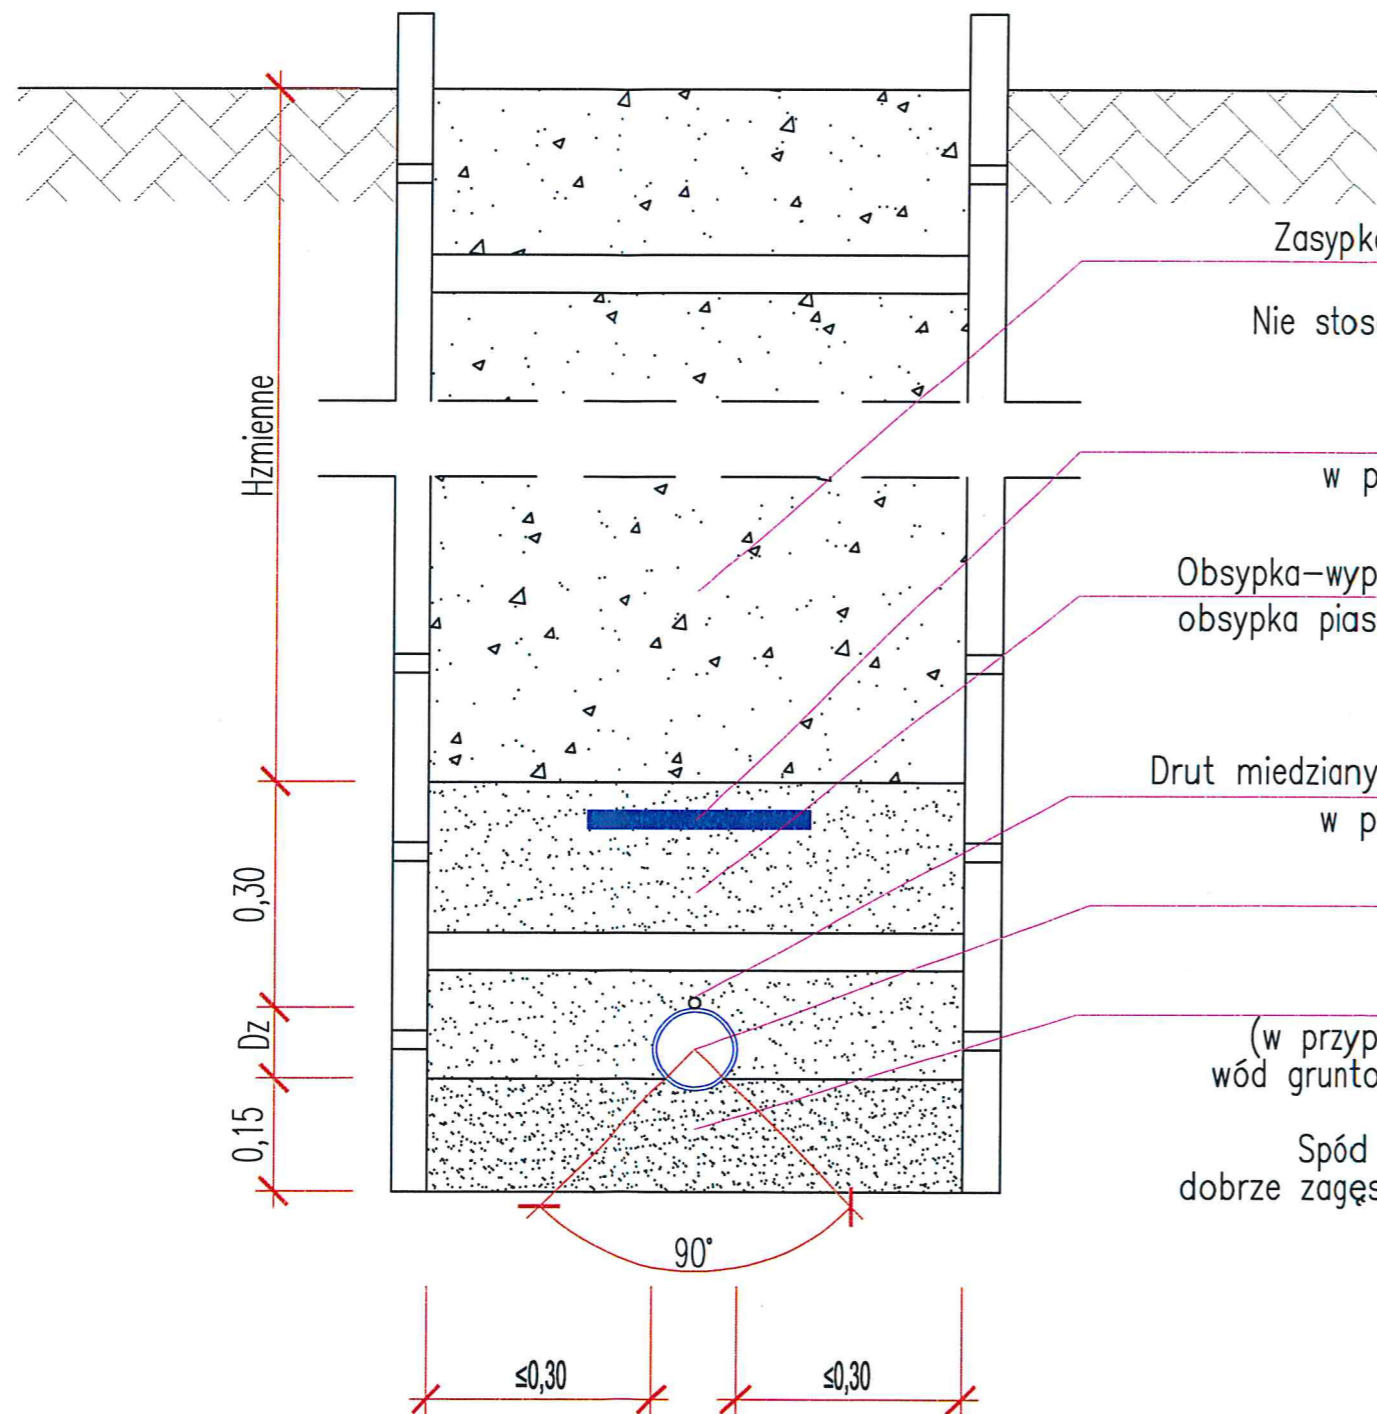 Zasypka
Nie stos
w p
Obsypka-wyp
obsypka pias
Drut miedziany
w p
(w przyp
wód grunto
Spód
dobrze zagęs
Hzmienne
0,30
Dz
0,15
90°
≤0,30
≤0,30